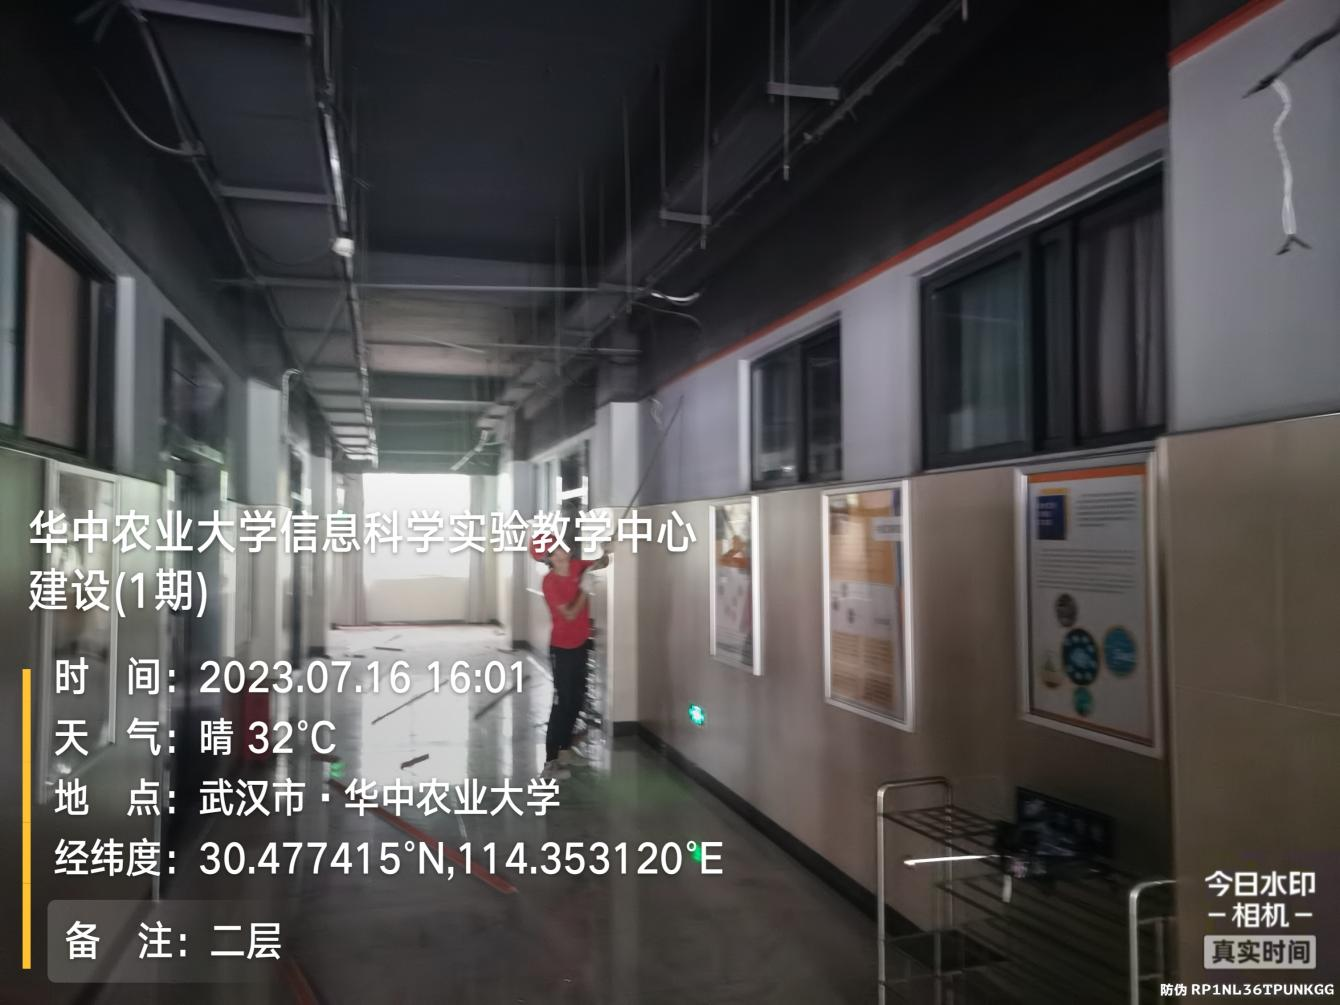 华中农业大学信息科学实验教学中心
建设(1期)
时 间：2023.07.16 16:01
天 气：晴 32℃
地 点：武汉市·华中农业大学
经纬度：30.477415°N,114.353120°E
备 注：二层
今日水印
-相机-
真实时间
防伪 RP1NL36TPUNKGG